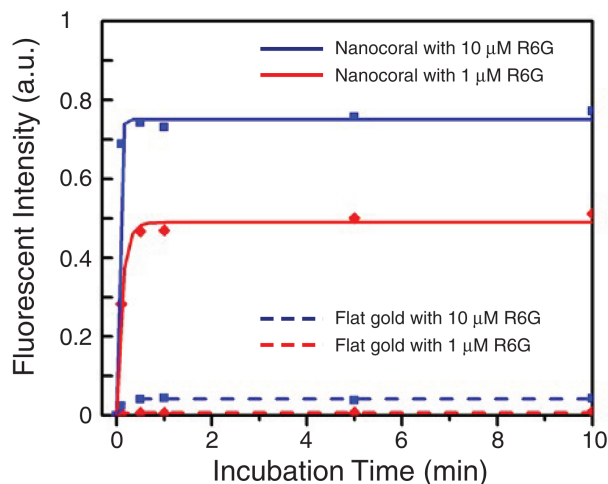 Nanocoral with 10 μM R6G
Nanocoral with 1 μM R6G
Flat gold with 10 μM R6G
Flat gold with 1 μM R6G
Fluorescent Intensity (a.u.)
1
0.8
0.6
0.4
0.2
0
0 2 4 6 8 10
Incubation Time (min)